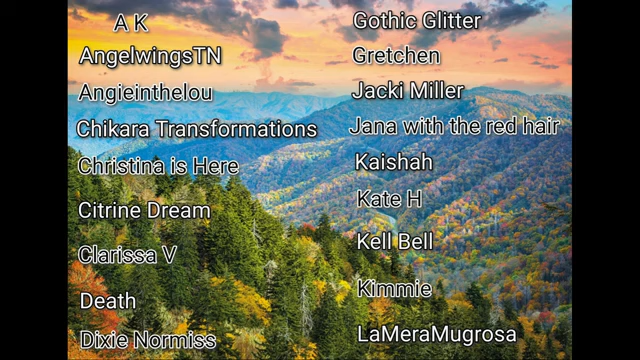 A K
AngelwingsTN
Angieinthelou
Chikara Transformations
Christina is Here
Citrine Dream
Clarissa V
Death
Dixie Normiss
Gothic Glitter
Gretchen
Jacki Miller
Jana with the red hair
Kaishah
Kate H
Kell Bell
Kimmie
LaMeraMugrosa